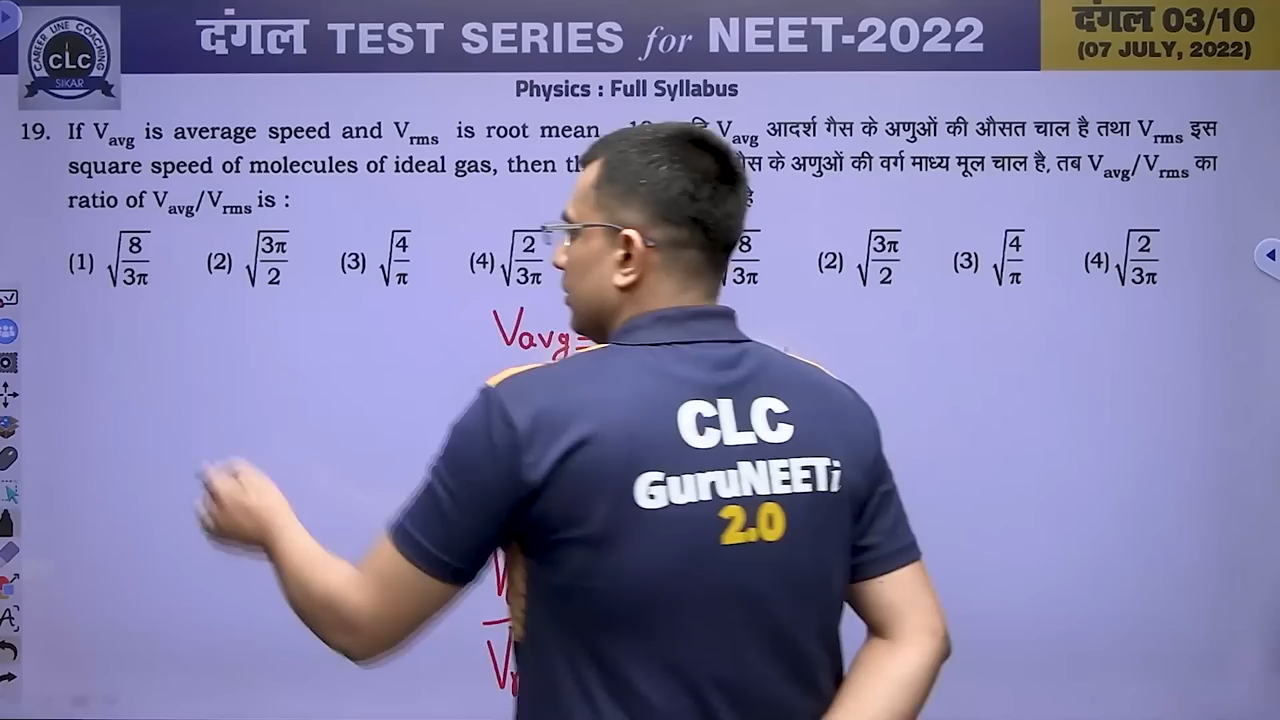 दंगल TEST SERIES for NEET-2022
दंगल 03/10
(07 JULY, 2022)
CAREER LINE COACHING
CLC
SIKAR
Physics : Full Syllabus
19. If Vavg is average speed and Vrms is root mean
square speed of molecules of ideal gas, then
ratio of Vavg/Vrms is :
(1) √(8/3π) (2) √(3π/2) (3) √(4/π) (4) √(2/3π)
Vavg आदर्श गैस के अणुओं की औसत चाल है तथा Vrms इस
के अणुओं की वर्ग माध्य मूल चाल है, तब Vavg/Vrms का
(2) √(3π/2) (3) √(4/π) (4) √(2/3π)
Vavg=
CLC
GuruNEETi
2.0